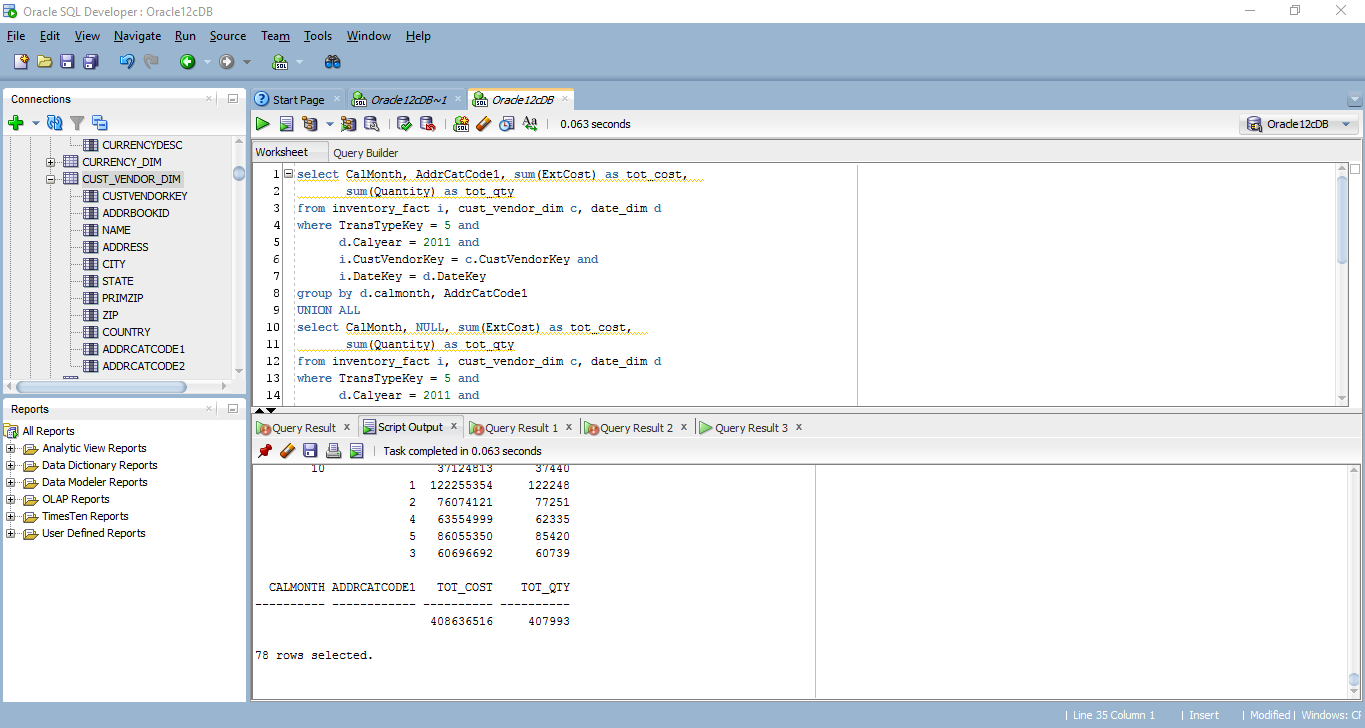 Oracle SQL Developer : Oracle12cDB
File Edit View Navigate Run Source Team Tools Window Help
Connections
CURRENCYDESC
CURRENCY_DIM
CUST_VENDOR_DIM
CUSTVENDORKEY
ADDRBOOKID
NAME
ADDRESS
CITY
STATE
PRIMZIP
ZIP
COUNTRY
ADDRCATCODE1
ADDRCATCODE2
Reports
All Reports
Analytic View Reports
Data Dictionary Reports
Data Modeler Reports
OLAP Reports
TimesTen Reports
User Defined Reports
Start Page Oracle12cDB~1 Oracle12cDB
0.063 seconds Oracle12cDB
Worksheet Query Builder
1 select CalMonth, AddrCatCode1, sum(ExtCost) as tot_cost,
2 sum(Quantity) as tot_qty
3 from inventory_fact i, cust_vendor_dim c, date_dim d
4 where TransTypeKey = 5 and
5 d.Calyear = 2011 and
6 i.CustVendorKey = c.CustVendorKey and
7 i.DateKey = d.DateKey
8 group by d.calmonth, AddrCatCode1
9 UNION ALL
10 select CalMonth, NULL, sum(ExtCost) as tot_cost,
11 sum(Quantity) as tot_qty
12 from inventory_fact i, cust_vendor_dim c, date_dim d
13 where TransTypeKey = 5 and
14 d.Calyear = 2011 and
Query Result x Script Output x Query Result 1 x Query Result 2 x Query Result 3 x
Task completed in 0.063 seconds
10 37124813 37440
1 122255354 122248
2 76074121 77251
4 63554999 62335
5 86055350 85420
3 60696692 60739
CALMONTH ADDRCATCODE1 TOT_COST TOT_QTY
---------- ------------ ---------- ----------
408636516 407993
78 rows selected.
Line 35 Column 1 | Insert | Modified | Windows: CF